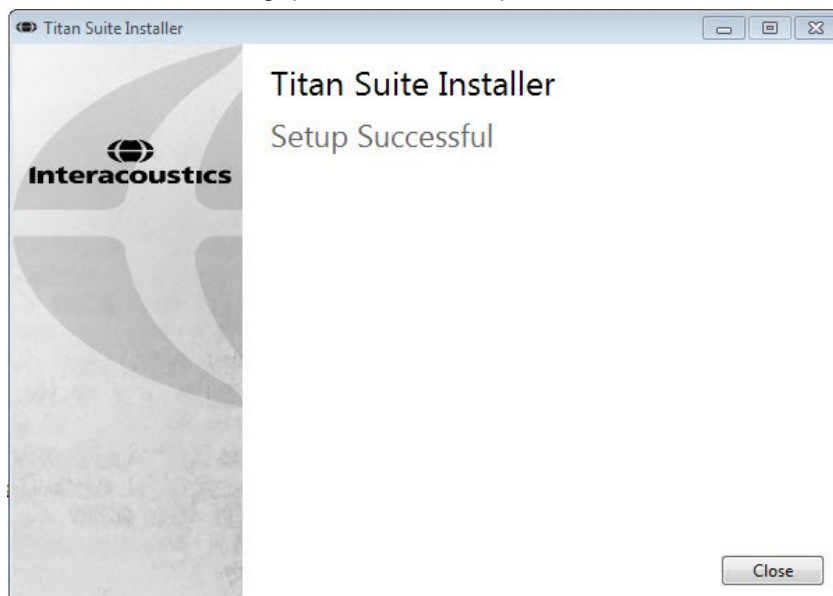 Titan Suite Installer
Titan Suite Installer
Setup Successful
Interacoustics
Close